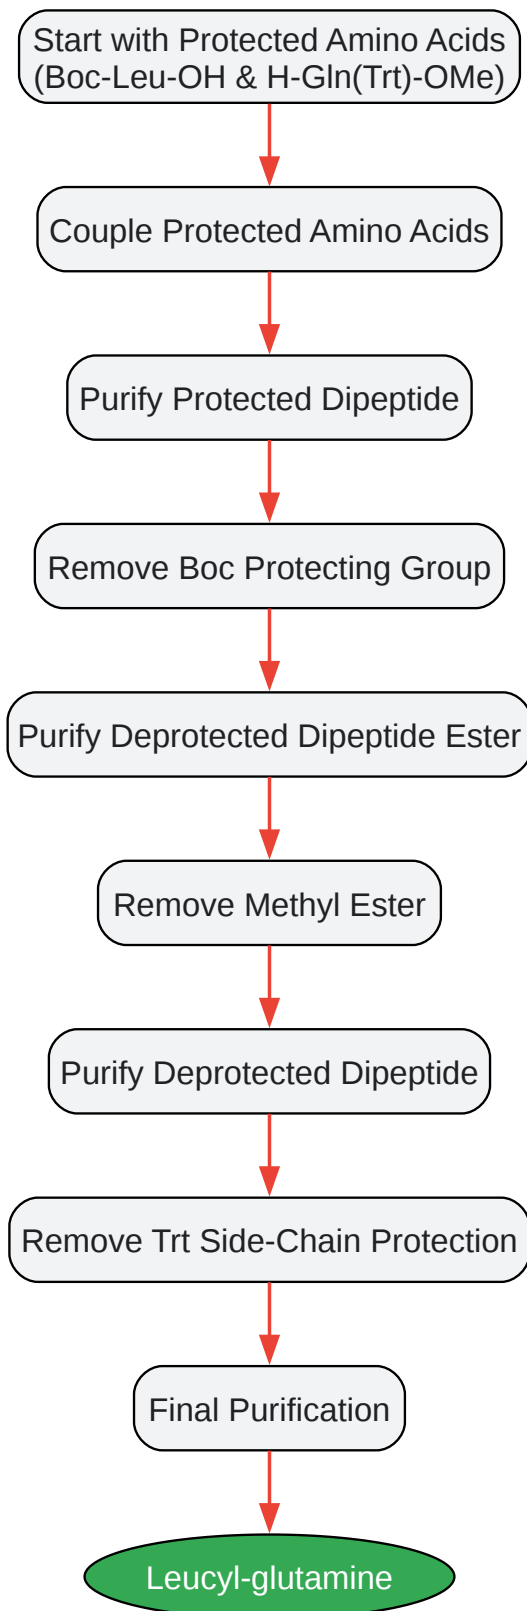 Start with Protected Amino Acids
(Boc-Leu-OH & H-Gln(Trt)-OMe)
Couple Protected Amino Acids
Purify Protected Dipeptide
Remove Boc Protecting Group
Purify Deprotected Dipeptide Ester
Remove Methyl Ester
Purify Deprotected Dipeptide
Remove Trt Side-Chain Protection
Final Purification
Leucyl-glutamine